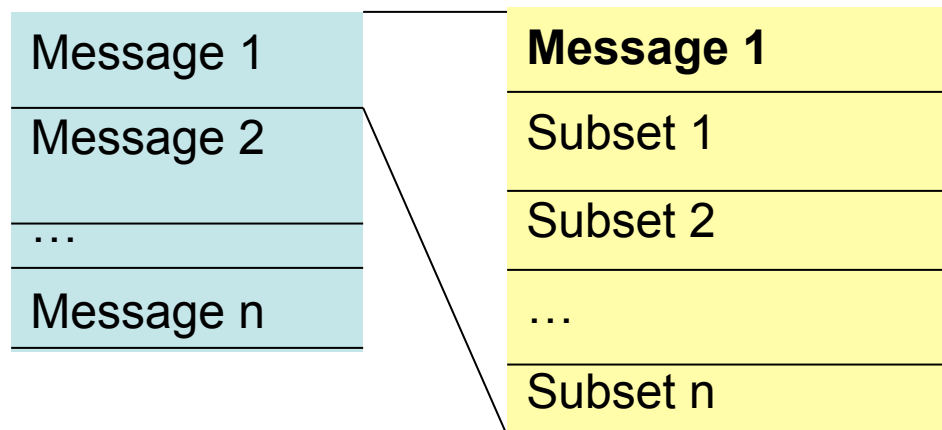 Message 1
Message 2
…
Message n
Message 1
Subset 1
Subset 2
…
Subset n